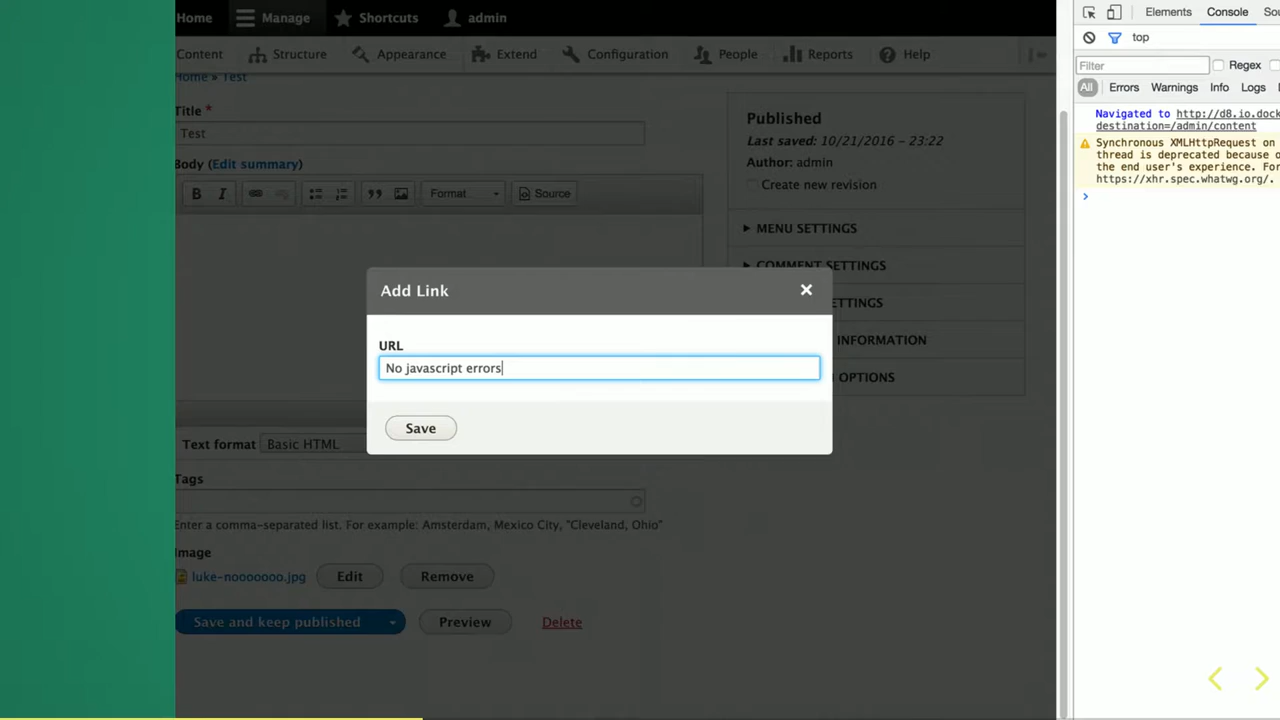 Home Manage Shortcuts admin
Content Structure Appearance Extend Configuration People Reports Help
Home » Test
Title *
Test
Body (Edit summary)
B I Format Source
Published
Last saved: 10/21/2016 – 23:22
Author: admin
Create new revision
MENU SETTINGS
COMMENT SETTINGS
ETTINGS
INFORMATION
OPTIONS
Add Link
URL
No javascript errors
Save
Text format Basic HTML
Tags
Enter a comma-separated list. For example: Amsterdam, Mexico City, "Cleveland, Ohio"
Image
luke-nooooooo.jpg Edit Remove
Save and keep published Preview Delete
Elements Console Sou
top
Filter Regex
All Errors Warnings Info Logs
Navigated to http://d8.io.dock
destination=/admin/content
Synchronous XMLHttpRequest on
thread is deprecated because o
the end user's experience. For
https://xhr.spec.whatwg.org/.